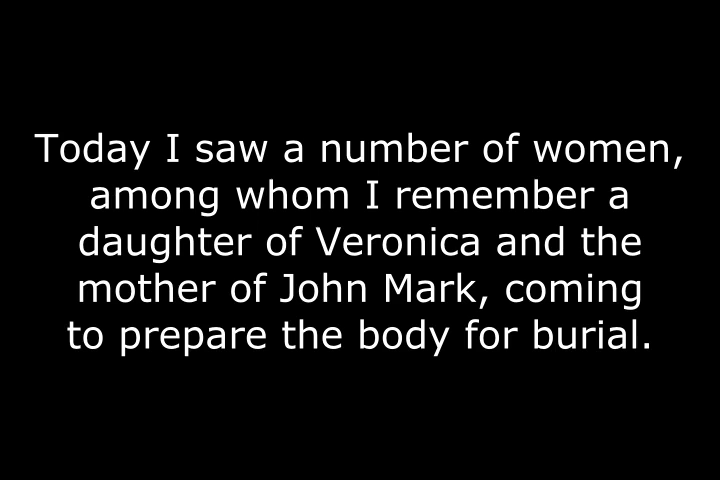 Today I saw a number of women,
among whom I remember a
daughter of Veronica and the
mother of John Mark, coming
to prepare the body for burial.